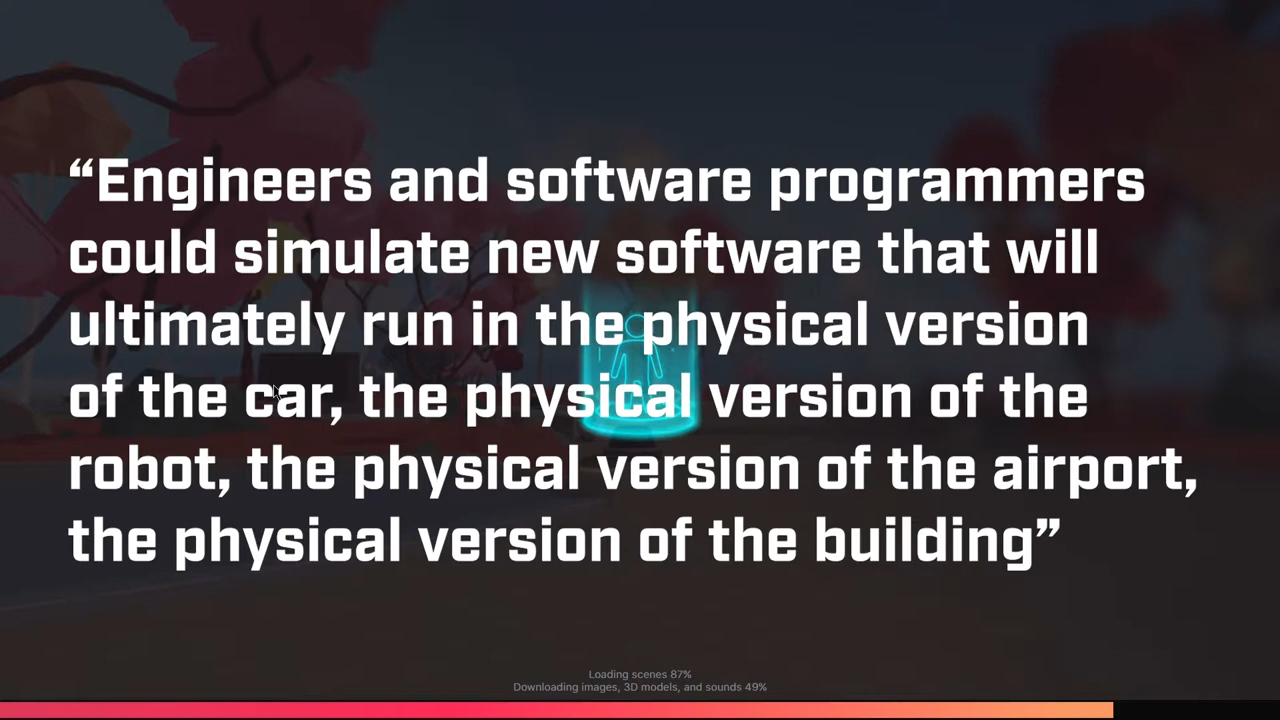 “Engineers and software programmers
could simulate new software that will
ultimately run in the physical version
of the car, the physical version of the
robot, the physical version of the airport,
the physical version of the building”
Loading scenes 87%
Downloading images, 3D models, and sounds 49%